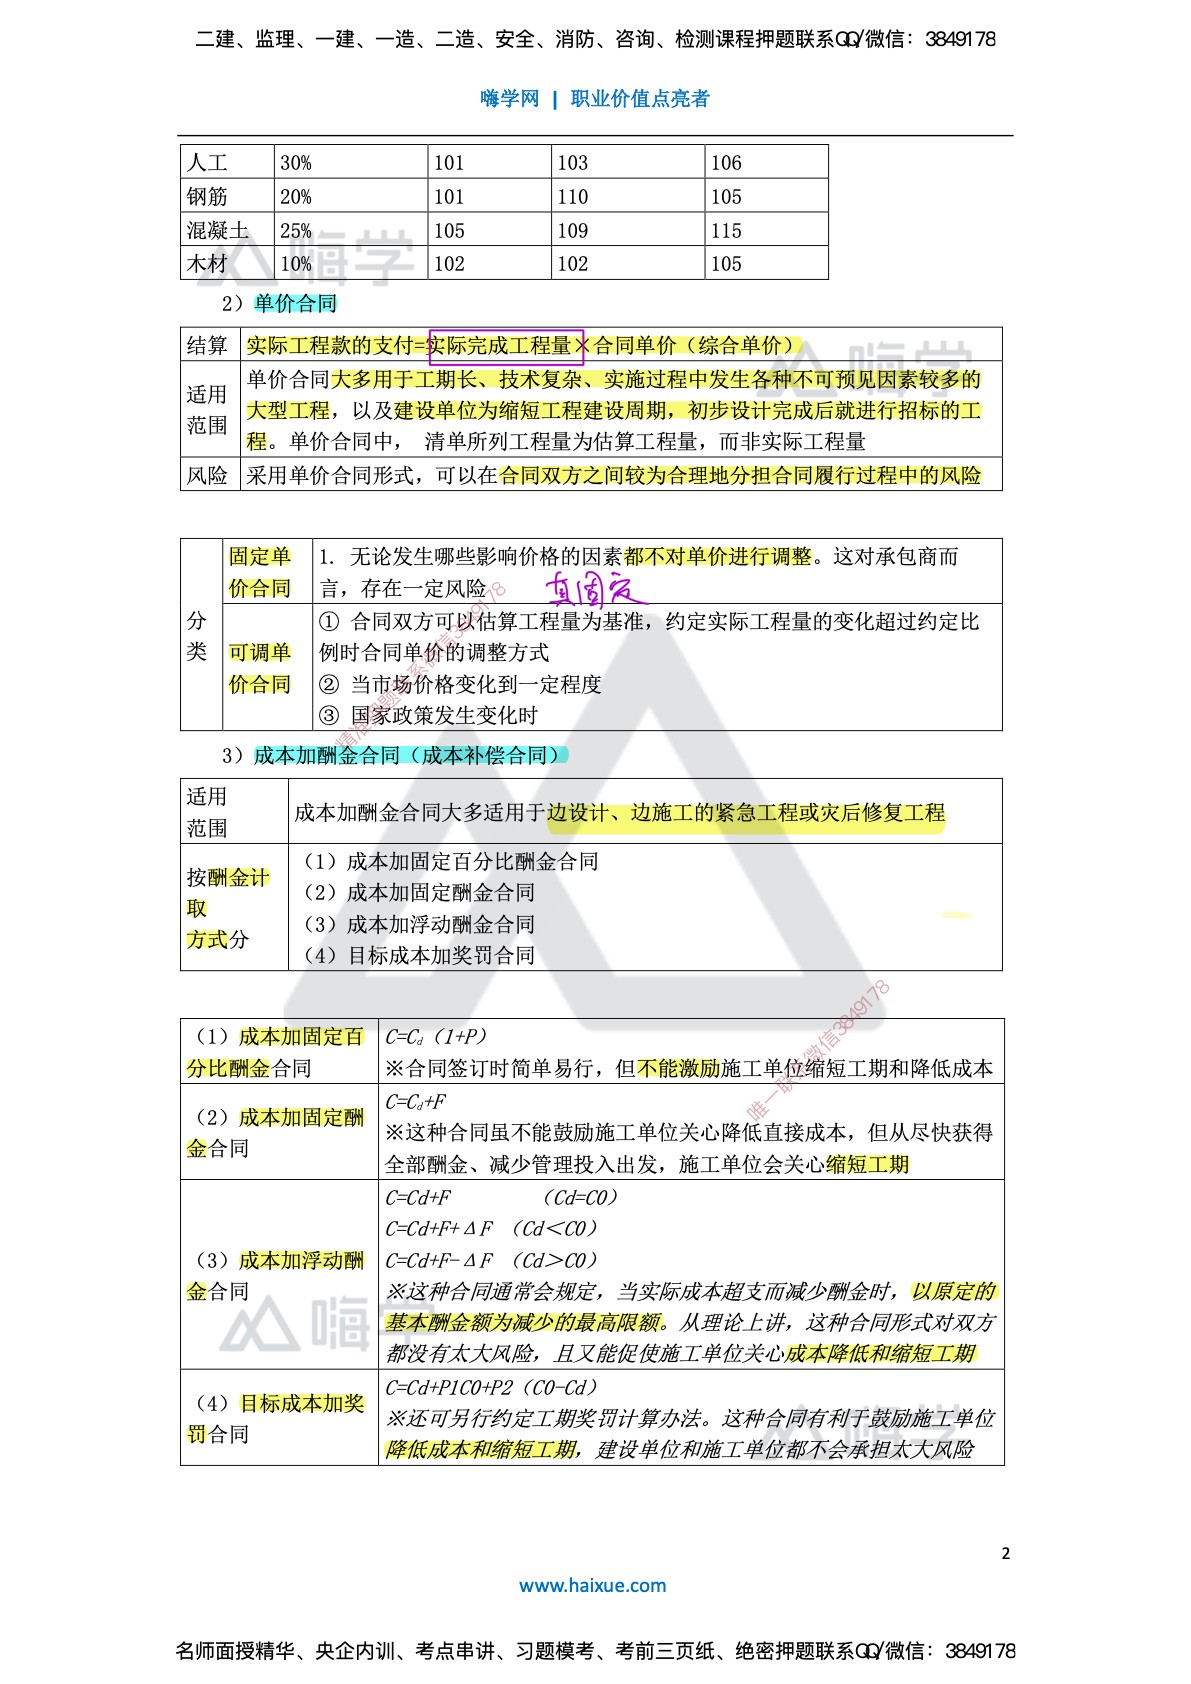 二建、监理、一建、一造、二造、安全、消防、咨询、检测课程押题联系QQ/微信：3849178
嗨学网 | 职业价值点亮者
人工 30% 101 103 106
钢筋 20% 101 110 105
混凝土 25% 105 109 115
木材 10% 102 102 105
嗨学
2）单价合同
结算 实际工程款的支付=实际完成工程量×合同单价（综合单价）
嗨学
适用
范围
单价合同大多用于工期长、技术复杂、实施过程中发生各种不可预见因素较多的
大型工程，以及建设单位为缩短工程建设周期，初步设计完成后就进行招标的工
程。单价合同中， 清单所列工程量为估算工程量，而非实际工程量
风险 采用单价合同形式，可以在合同双方之间较为合理地分担合同履行过程中的风险
分
类
固定单
价合同
1. 无论发生哪些影响价格的因素都不对单价进行调整。这对承包商而
言，存在一定风险
真固定
可调单
价合同
① 合同双方可以估算工程量为基准，约定实际工程量的变化超过约定比
例时合同单价的调整方式
② 当市场价格变化到一定程度
③ 国家政策发生变化时
精准押题联系微信3849178
3）成本加酬金合同（成本补偿合同）
适用
范围
成本加酬金合同大多适用于边设计、边施工的紧急工程或灾后修复工程
按酬金计
取
方式分
（1）成本加固定百分比酬金合同
（2）成本加固定酬金合同
（3）成本加浮动酬金合同
（4）目标成本加奖罚合同
唯一联系微信3849178
（1）成本加固定百
分比酬金合同
C=Cd（1+P）
※合同签订时简单易行，但不能激励施工单位缩短工期和降低成本
（2）成本加固定酬
金合同
C=Cd+F
※这种合同虽不能鼓励施工单位关心降低直接成本，但从尽快获得
全部酬金、减少管理投入出发，施工单位会关心缩短工期
（3）成本加浮动酬
金合同
C=Cd+F （Cd=C0）
C=Cd+F+ΔF （Cd＜C0）
C=Cd+F-ΔF （Cd＞C0）
※这种合同通常会规定，当实际成本超支而减少酬金时，以原定的
基本酬金额为减少的最高限额。从理论上讲，这种合同形式对双方
都没有太大风险，且又能促使施工单位关心成本降低和缩短工期
嗨学
（4）目标成本加奖
罚合同
C=Cd+P1C0+P2（C0-Cd）
※还可另行约定工期奖罚计算办法。这种合同有利于鼓励施工单位
降低成本和缩短工期，建设单位和施工单位都不会承担太大风险
嗨学
2
www.haixue.com
名师面授精华、央企内训、考点串讲、习题模考、考前三页纸、绝密押题联系QQ/微信：3849178